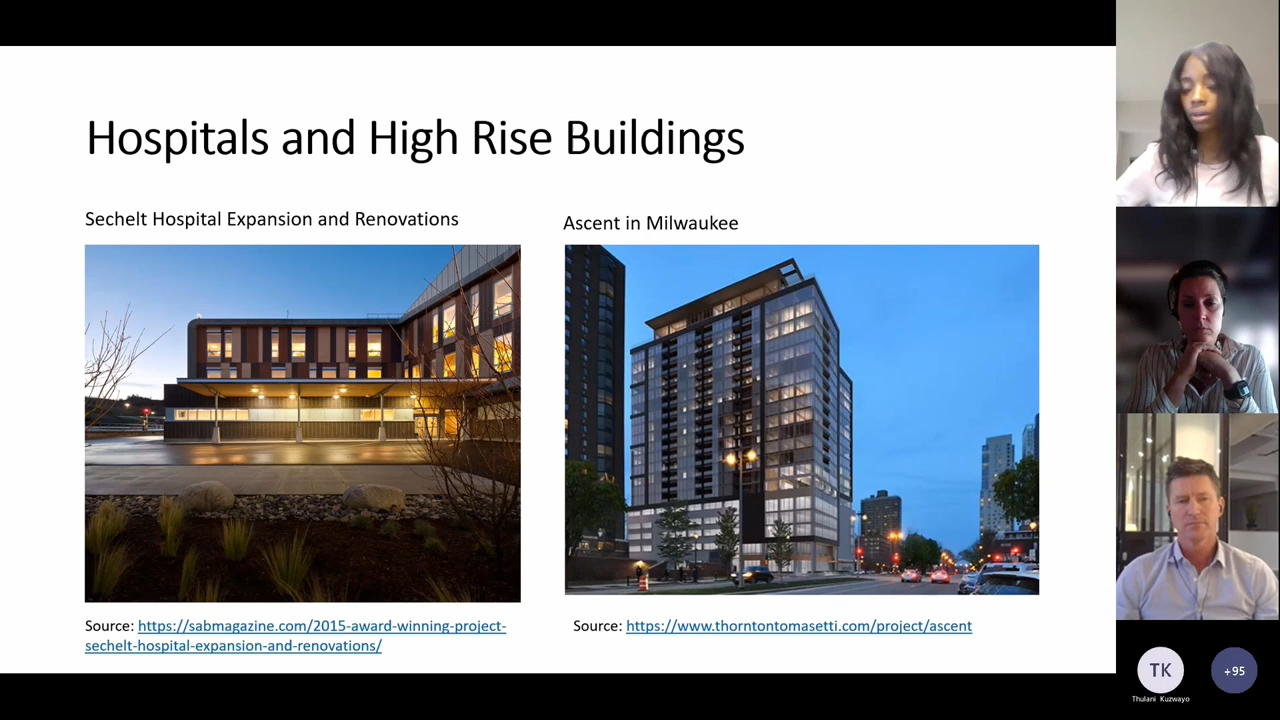 Hospitals and High Rise Buildings
Sechelt Hospital Expansion and Renovations
Ascent in Milwaukee
Source: https://sabmagazine.com/2015-award-winning-project-
sechelt-hospital-expansion-and-renovations/
Source: https://www.thorntontomasetti.com/project/ascent
TK
Thulani Kuzwayo
+95